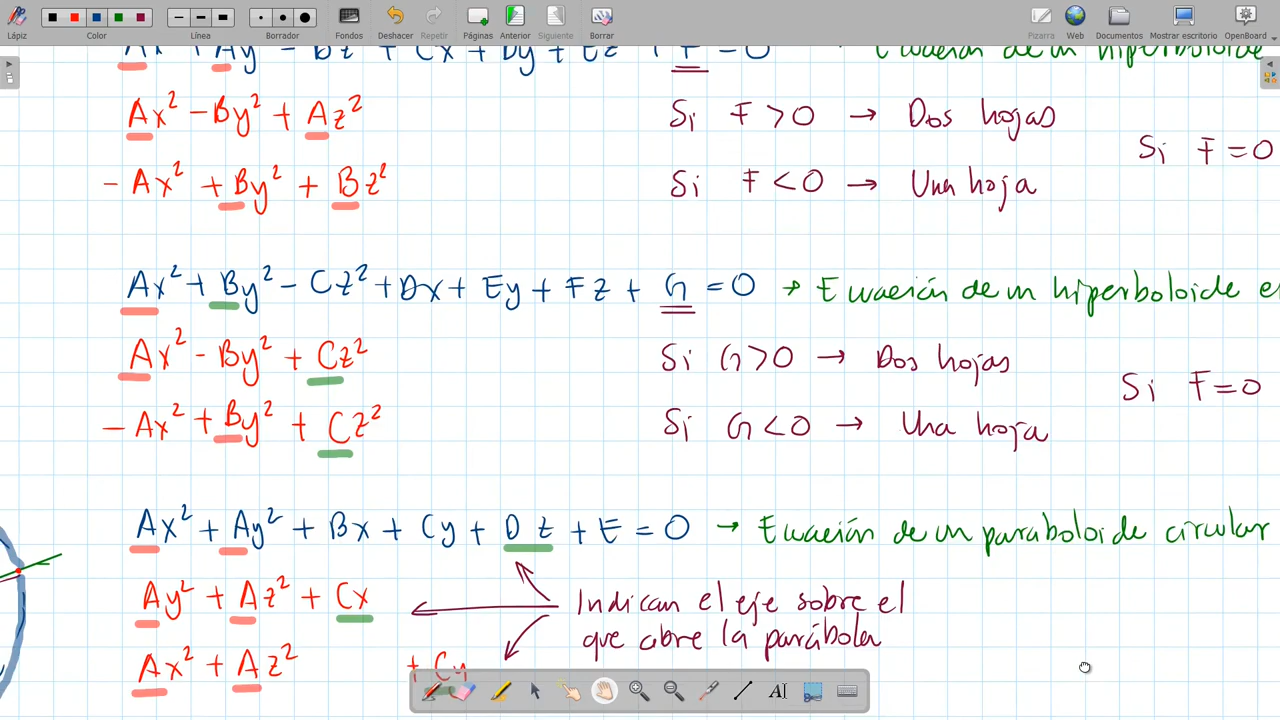 Lápiz Color Línea Borrador Fondos Deshacer Repetir Páginas Anterior Siguiente Borrar Pizarra Web Documentos Mostrar escritorio OpenBoard
Ax² + Ay² - Bz² + Cx + Dy + Ez + F = 0 → Ecuación de un hiperboloide
Ax² - By² + Az² Si F > 0 → Dos hojas
Si F = 0
- Ax² + By² + Bz² Si F < 0 → Una hoja
Ax² + By² - Cz² + Dx + Ey + Fz + G = 0 → Ecuación de un hiperboloide e
Ax² - By² + Cz² Si G > 0 → Dos hojas
Si F = 0
- Ax² + By² + Cz² Si G < 0 → Una hoja
Ax² + Ay² + Bx + Cy + Dz + E = 0 → Ecuación de un paraboloide circular
Ay² + Az² + Cx Indican el eje sobre el
que abre la parábola
Ax² + Az² + Cy